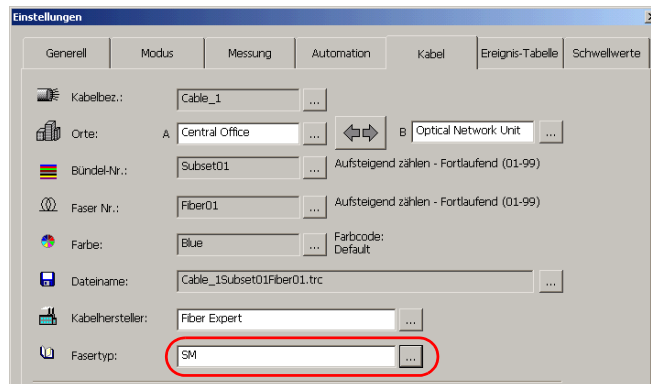 Einstellungen
Generell Modus Messung Automation Kabel Ereignis-Tabelle Schwellwerte
Kabelbez.: Cable_1 ...
Orte: A Central Office ... B Optical Network Unit ...
Bündel-Nr.: Subset01 ... Aufsteigend zählen - Fortlaufend (01-99)
Faser Nr.: Fiber01 ... Aufsteigend zählen - Fortlaufend (01-99)
Farbe: Blue ... Farbcode:
Default
Dateiname: Cable_1Subset01Fiber01.trc ...
Kabelhersteller: Fiber Expert ...
Fasertyp: SM ...